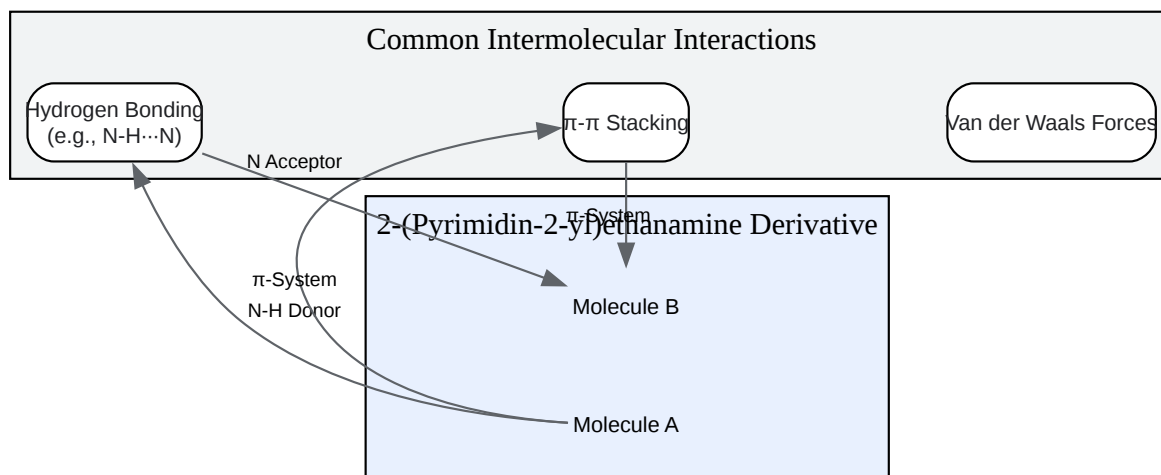 Common Intermolecular Interactions
Hydrogen Bonding
(e.g., N-H···N)
π-π Stacking
Van der Waals Forces
N Acceptor
π-System
2-(Pyrimidin-2-yl)ethanamine Derivative
π-System
N-H Donor
Molecule B
Molecule A